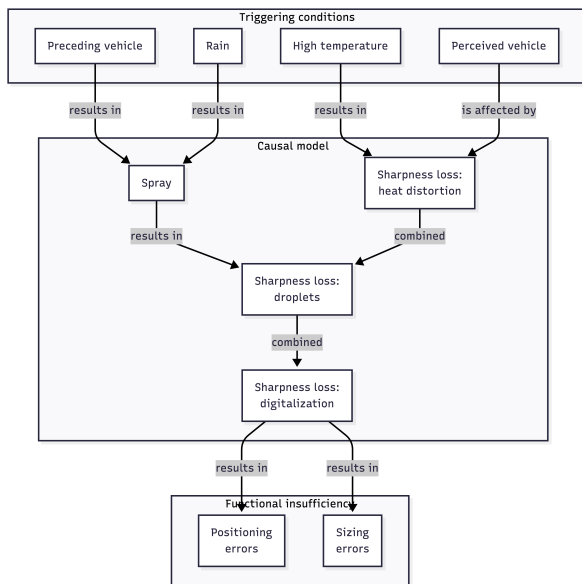 Triggering conditions
Preceding vehicle
Rain
High temperature
Perceived vehicle
results in
results in
results in
is affected by
Causal model
Spray
Sharpness loss:
heat distortion
results in
combined
Sharpness loss:
droplets
combined
Sharpness loss:
digitalization
results in
results in
Functional insufficiency
Positioning
errors
Sizing
errors